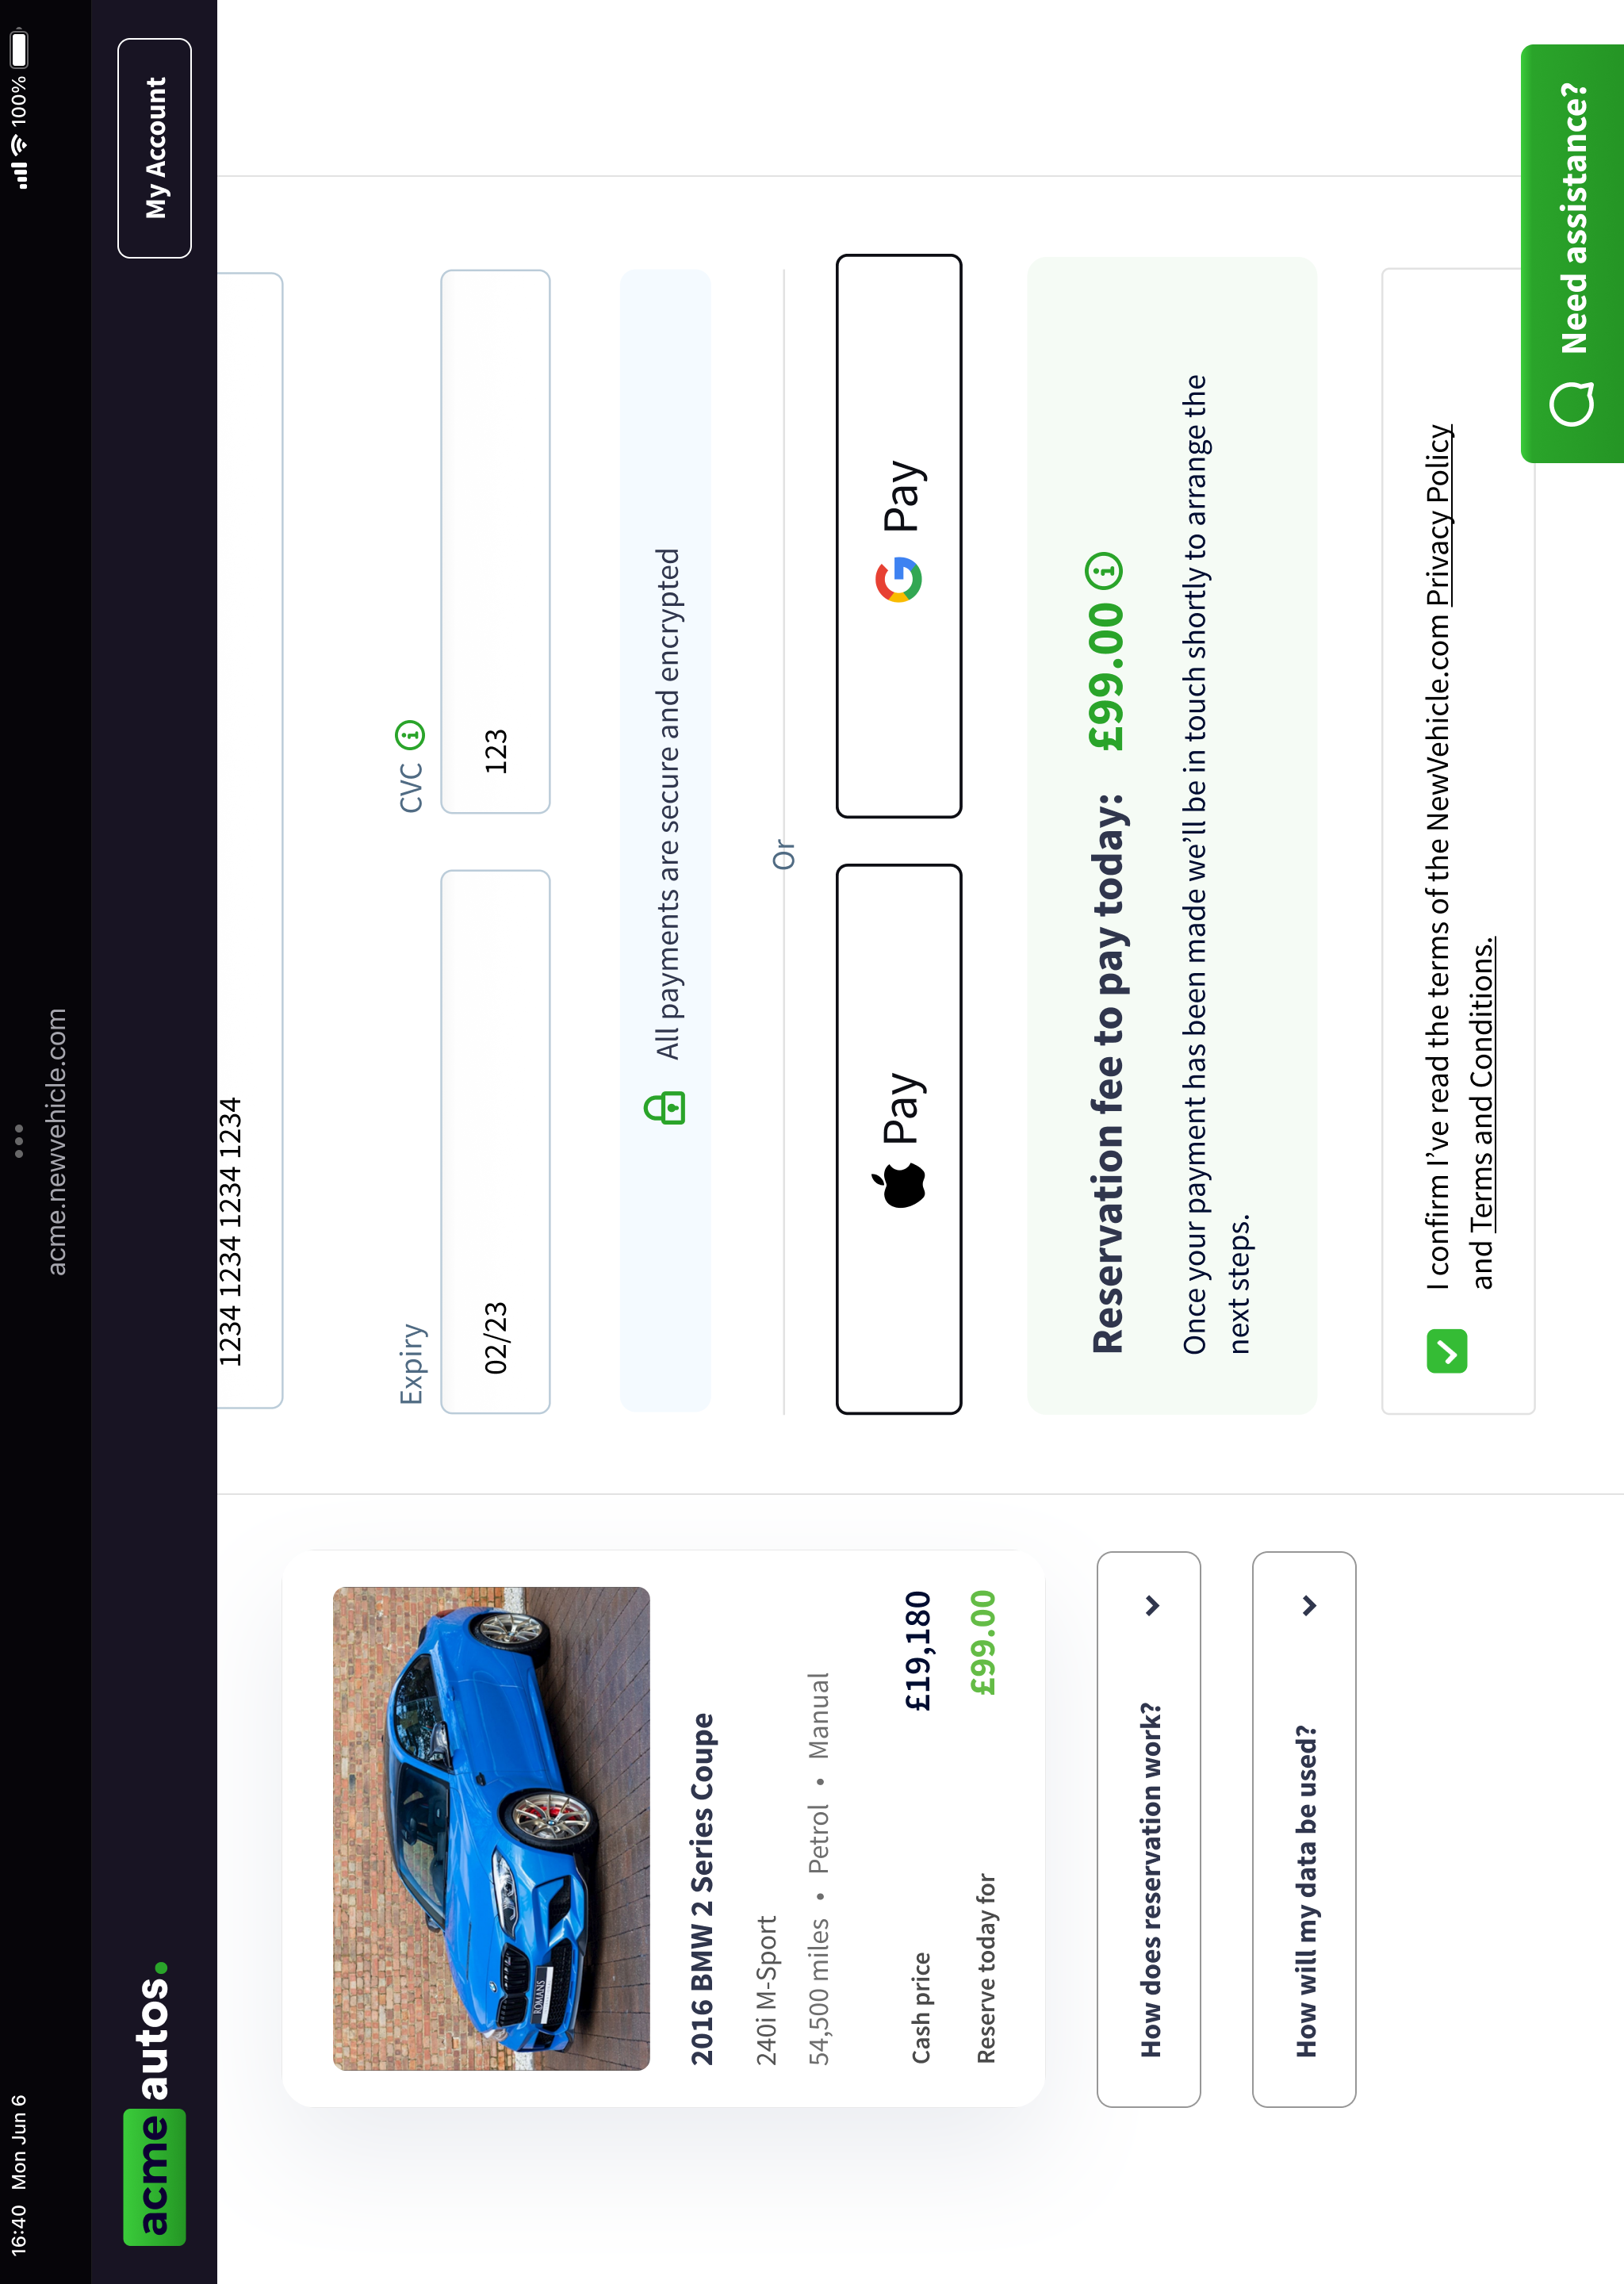 16:40 Mon Jun 6
100%
acme.newvehicle.com
acme autos.
My Account
2016 BMW 2 Series Coupe
240i M-Sport
54,500 miles • Petrol • Manual
Cash price £19,180
Reserve today for £99.00
How does reservation work?
How will my data be used?
ROMANS
1234 1234 1234 1234
Expiry
CVC
02/23
123
All payments are secure and encrypted
Or
Pay
G Pay
Reservation fee to pay today: £99.00
Once your payment has been made we’ll be in touch shortly to arrange the
next steps.
I confirm I’ve read the terms of the NewVehicle.com Privacy Policy
and Terms and Conditions.
Need assistance?